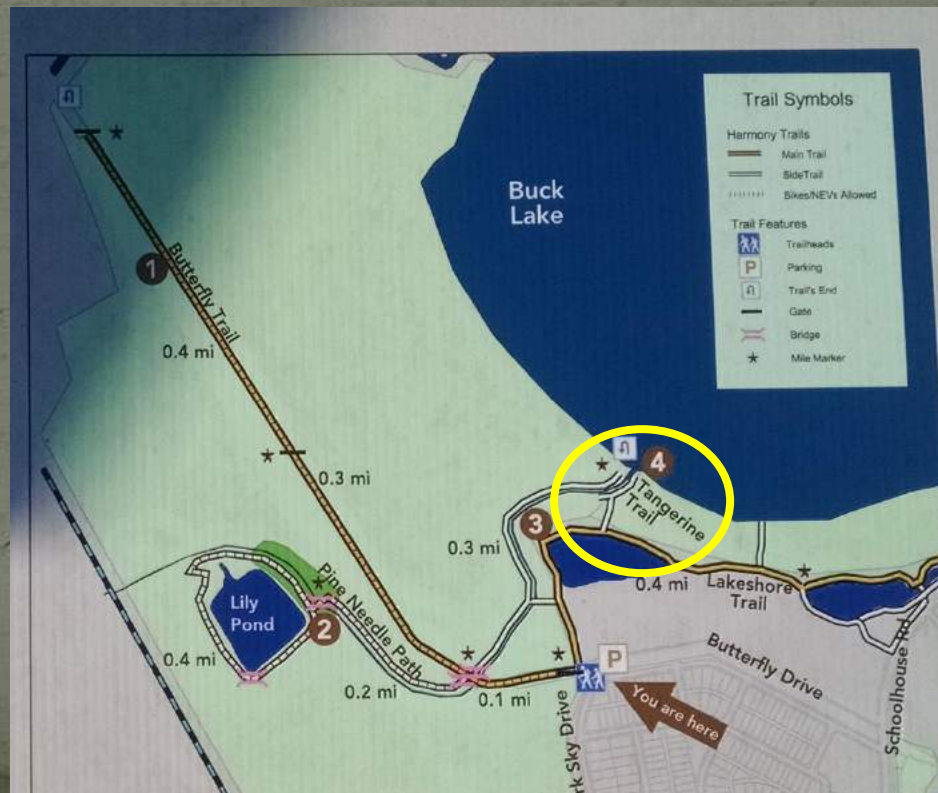 Trail Symbols
Harmony Trails
Main Trail
SideTrail
Bikes/NEVs Allowed
Trail Features
Trailheads
P
Parking
Trail's End
Gate
Bridge
Mile Marker
Buck
Lake
1
Butterfly Trail
0.4 mi
0.3 mi
4
Tangerine
Trail
3
0.3 mi
0.4 mi
Lakeshore
Trail
Pine Needle Path
Lily
Pond
2
0.4 mi
0.2 mi
0.1 mi
P
You are here
Butterfly Drive
Schoolhouse Rd
Sky Drive